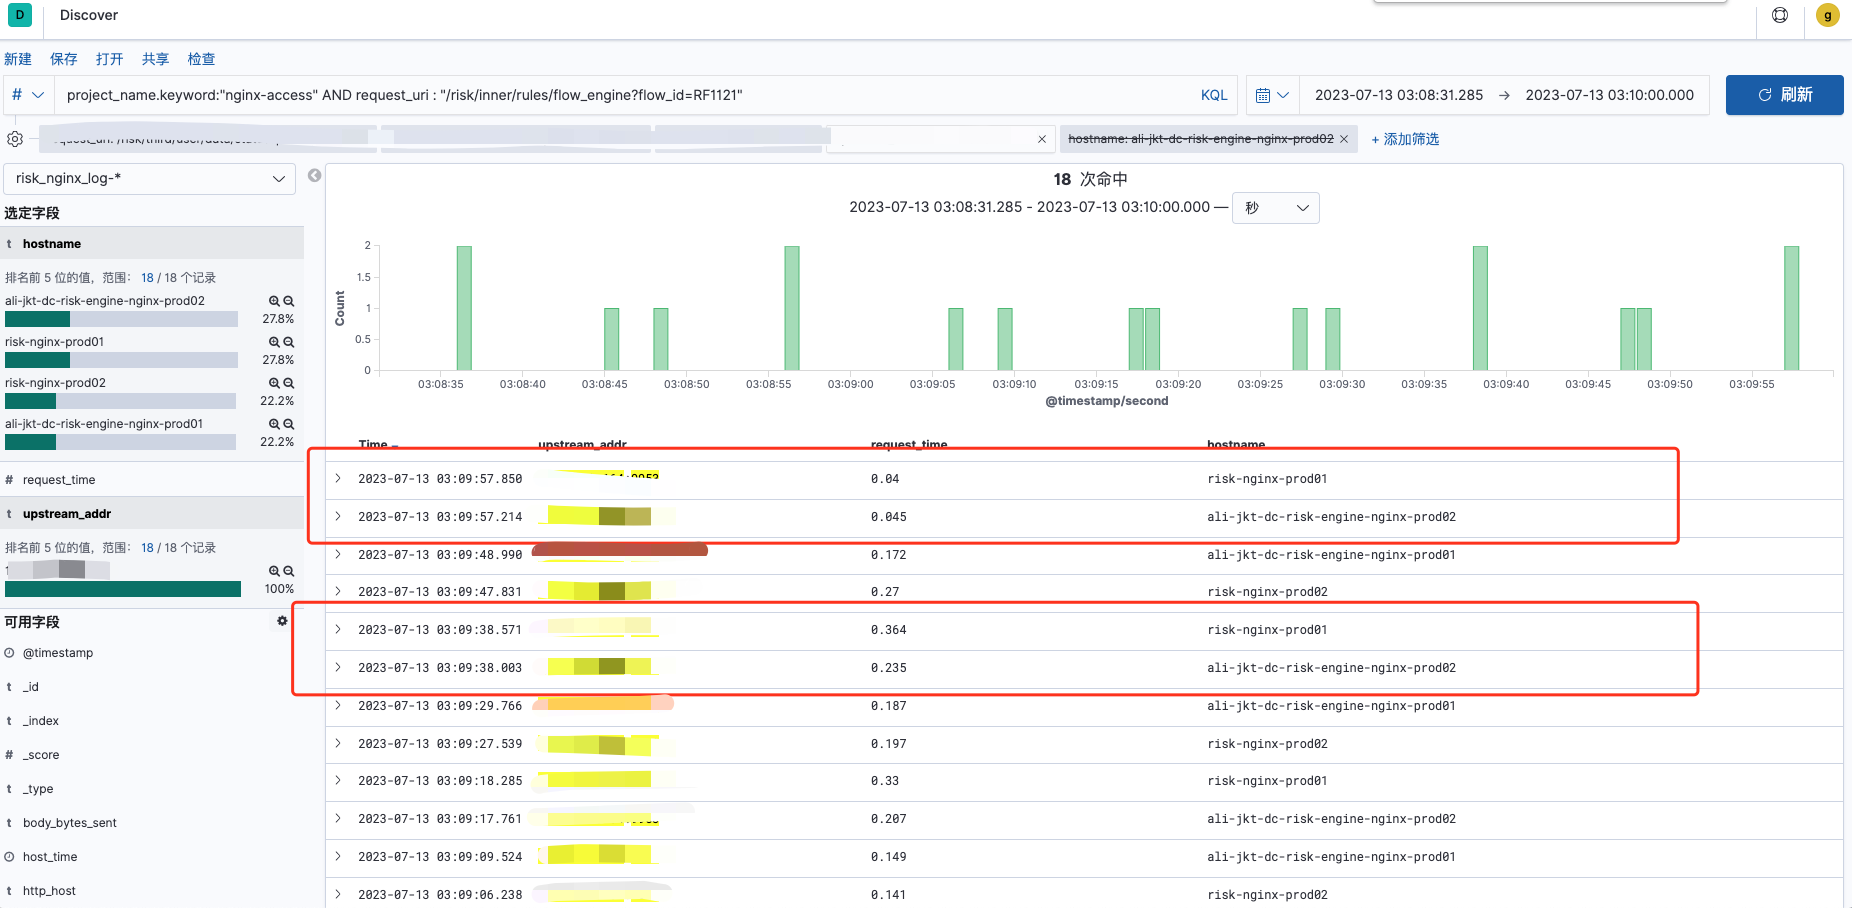 D Discover g
新建 保存 打开 共享 检查
# project_name.keyword:"nginx-access" AND request_uri : "/risk/inner/rules/flow_engine?flow_id=RF1121" KQL 2023-07-13 03:08:31.285 → 2023-07-13 03:10:00.000 刷新
hostname: ali-jkt-dc-risk-engine-nginx-prod02 × + 添加筛选
risk_nginx_log-*
选定字段
t hostname
排名前 5 位的值，范围： 18 / 18 个记录
ali-jkt-dc-risk-engine-nginx-prod02
27.8%
risk-nginx-prod01
27.8%
risk-nginx-prod02
22.2%
ali-jkt-dc-risk-engine-nginx-prod01
22.2%
# request_time
t upstream_addr
排名前 5 位的值，范围： 18 / 18 个记录
100%
可用字段
@timestamp
t _id
t _index
# _score
t _type
t body_bytes_sent
host_time
t http_host
18 次命中
2023-07-13 03:08:31.285 - 2023-07-13 03:10:00.000 — 秒
2
1.5
1
0.5
0
Count
03:08:35 03:08:40 03:08:45 03:08:50 03:08:55 03:09:00 03:09:05 03:09:10 03:09:15 03:09:20 03:09:25 03:09:30 03:09:35 03:09:40 03:09:45 03:09:50 03:09:55
@timestamp/second
Time upstream_addr request_time hostname
2023-07-13 03:09:57.850 0.04 risk-nginx-prod01
2023-07-13 03:09:57.214 0.045 ali-jkt-dc-risk-engine-nginx-prod02
2023-07-13 03:09:48.990 0.172 ali-jkt-dc-risk-engine-nginx-prod01
2023-07-13 03:09:47.831 0.27 risk-nginx-prod02
2023-07-13 03:09:38.571 0.364 risk-nginx-prod01
2023-07-13 03:09:38.003 0.235 ali-jkt-dc-risk-engine-nginx-prod02
2023-07-13 03:09:29.766 0.187 ali-jkt-dc-risk-engine-nginx-prod01
2023-07-13 03:09:27.539 0.197 risk-nginx-prod02
2023-07-13 03:09:18.285 0.33 risk-nginx-prod01
2023-07-13 03:09:17.761 0.207 ali-jkt-dc-risk-engine-nginx-prod02
2023-07-13 03:09:09.524 0.149 ali-jkt-dc-risk-engine-nginx-prod01
2023-07-13 03:09:06.238 0.141 risk-nginx-prod02